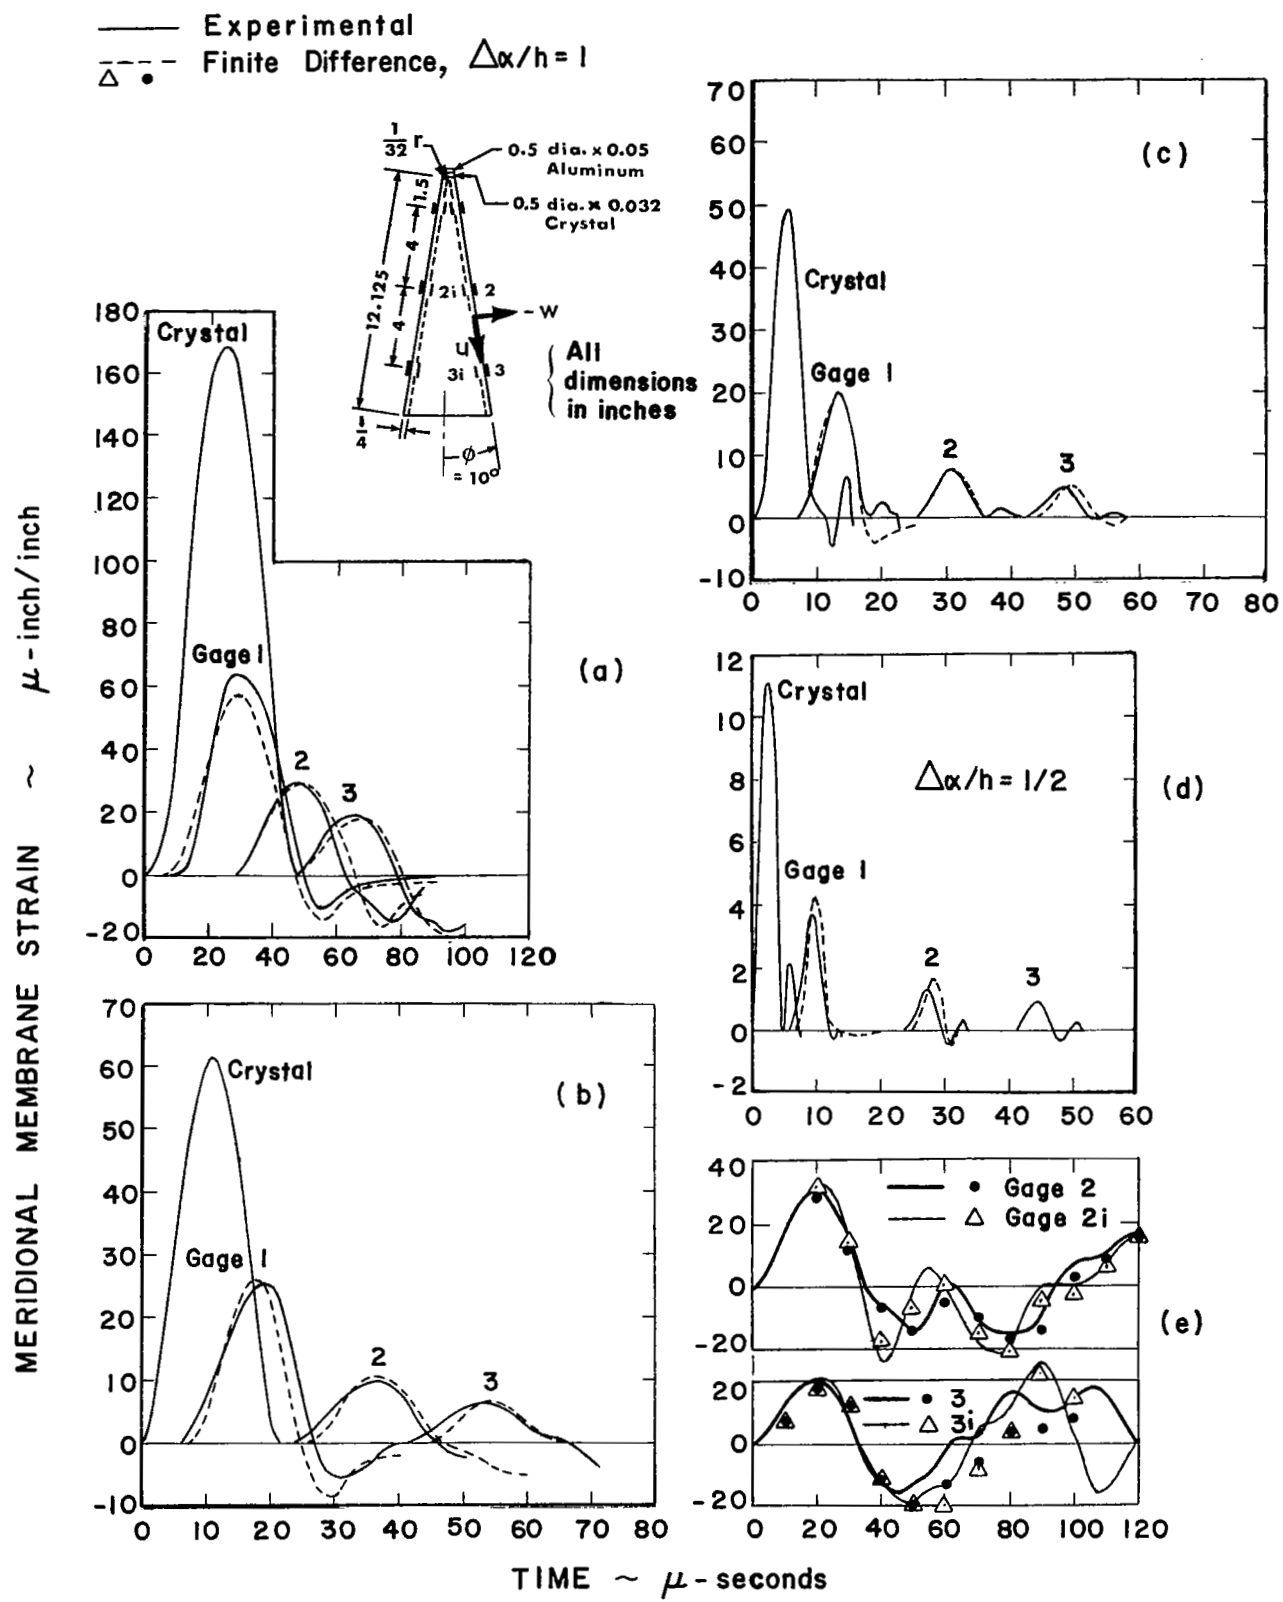 Experimental
Finite Difference, Δα/h = 1
1/32 r
0.5 dia. x 0.05
Aluminum
0.5 dia. x 0.032
Crystal
1.5
4
12.125
4
2i 2
- W
u
3i 3
1/4
ϕ
= 10°
All
dimensions
in inches
MERIDIONAL MEMBRANE STRAIN ~ μ-inch/inch
180
160
140
120
100
80
60
40
20
0
-20
0 20 40 60 80 100 120
Crystal
Gage 1
2
3
(a)
70
60
50
40
30
20
10
0
-10
0 10 20 30 40 50 60 70 80
Crystal
Gage 1
2
3
(b)
70
60
50
40
30
20
10
0
-10
0 10 20 30 40 50 60 70 80
Crystal
Gage 1
2
3
(c)
12
10
8
6
4
2
0
-2
0 10 20 30 40 50 60
Crystal
Δα/h = 1/2
Gage 1
2
3
(d)
40
20
0
-20
Gage 2
Gage 2i
20
0
-20
3
3i
0 20 40 60 80 100 120
(e)
TIME ~ μ-seconds